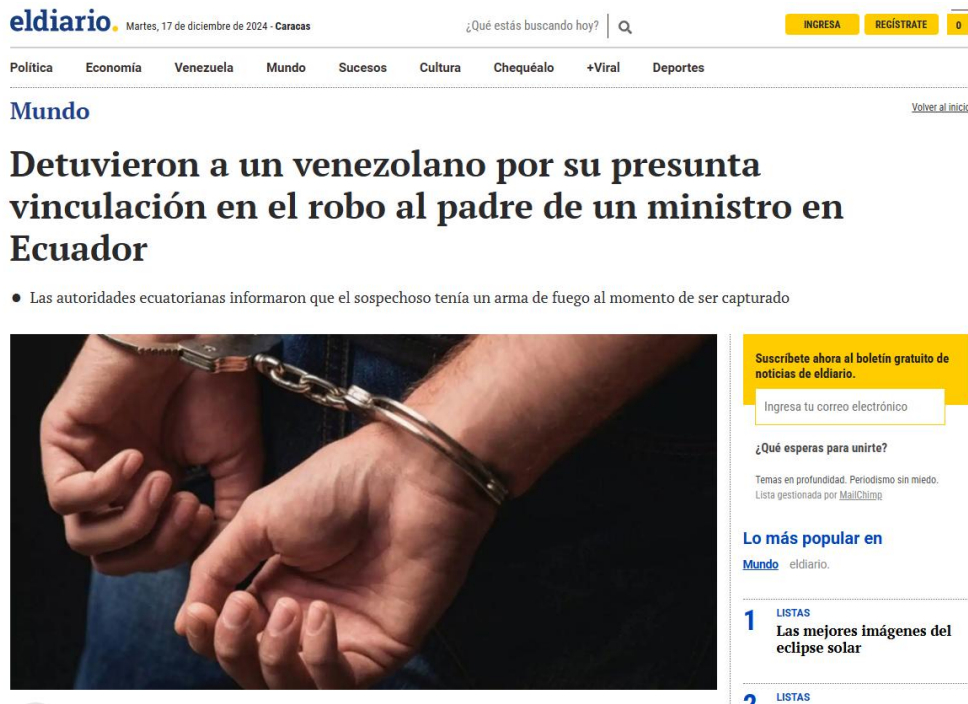 eldiario. Martes, 17 de diciembre de 2024 - Caracas
¿Qué estás buscando hoy?
INGRESA
REGÍSTRATE
0
Política Economía Venezuela Mundo Sucesos Cultura Chequéalo +Viral Deportes
Mundo
Volver al inicio
Detuvieron a un venezolano por su presunta
vinculación en el robo al padre de un ministro en
Ecuador
Las autoridades ecuatorianas informaron que el sospechoso tenía un arma de fuego al momento de ser capturado
Suscríbete ahora al boletín gratuito de
noticias de eldiario.
Ingresa tu correo electrónico
¿Qué esperas para unirte?
Temas en profundidad. Periodismo sin miedo.
Lista gestionada por MailChimp
Lo más popular en
Mundo eldiario.
1 LISTAS
Las mejores imágenes del
eclipse solar
2 LISTAS